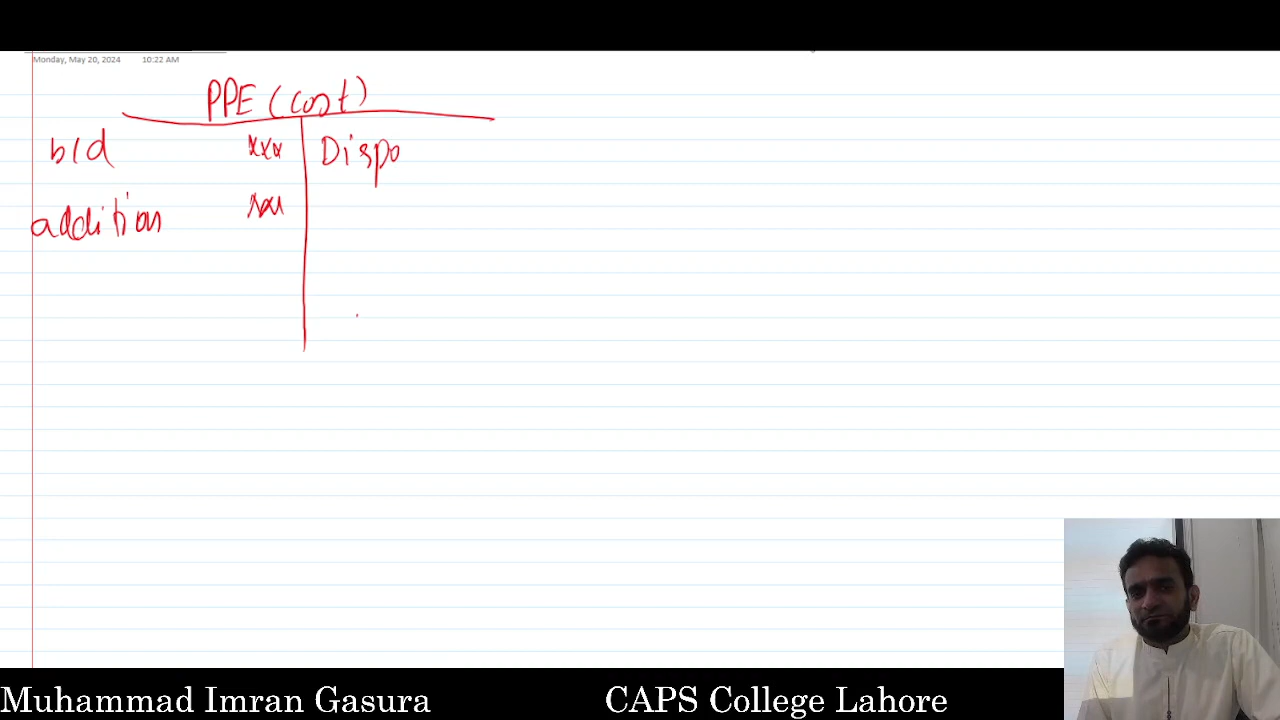 Monday, May 20, 2024 10:22 AM
PPE (Cost)
b/d xxx Dispo
addition xxx
Muhammad Imran Gasura CAPS College Lahore